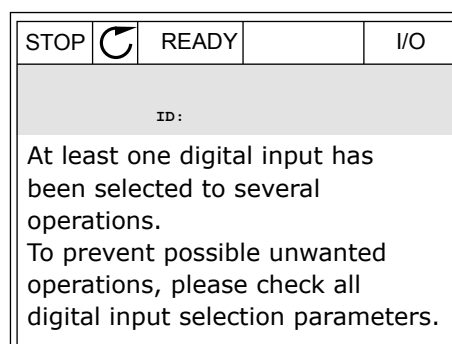 STOP READY I/O
ID:
At least one digital input has
been selected to several
operations.
To prevent possible unwanted
operations, please check all
digital input selection parameters.